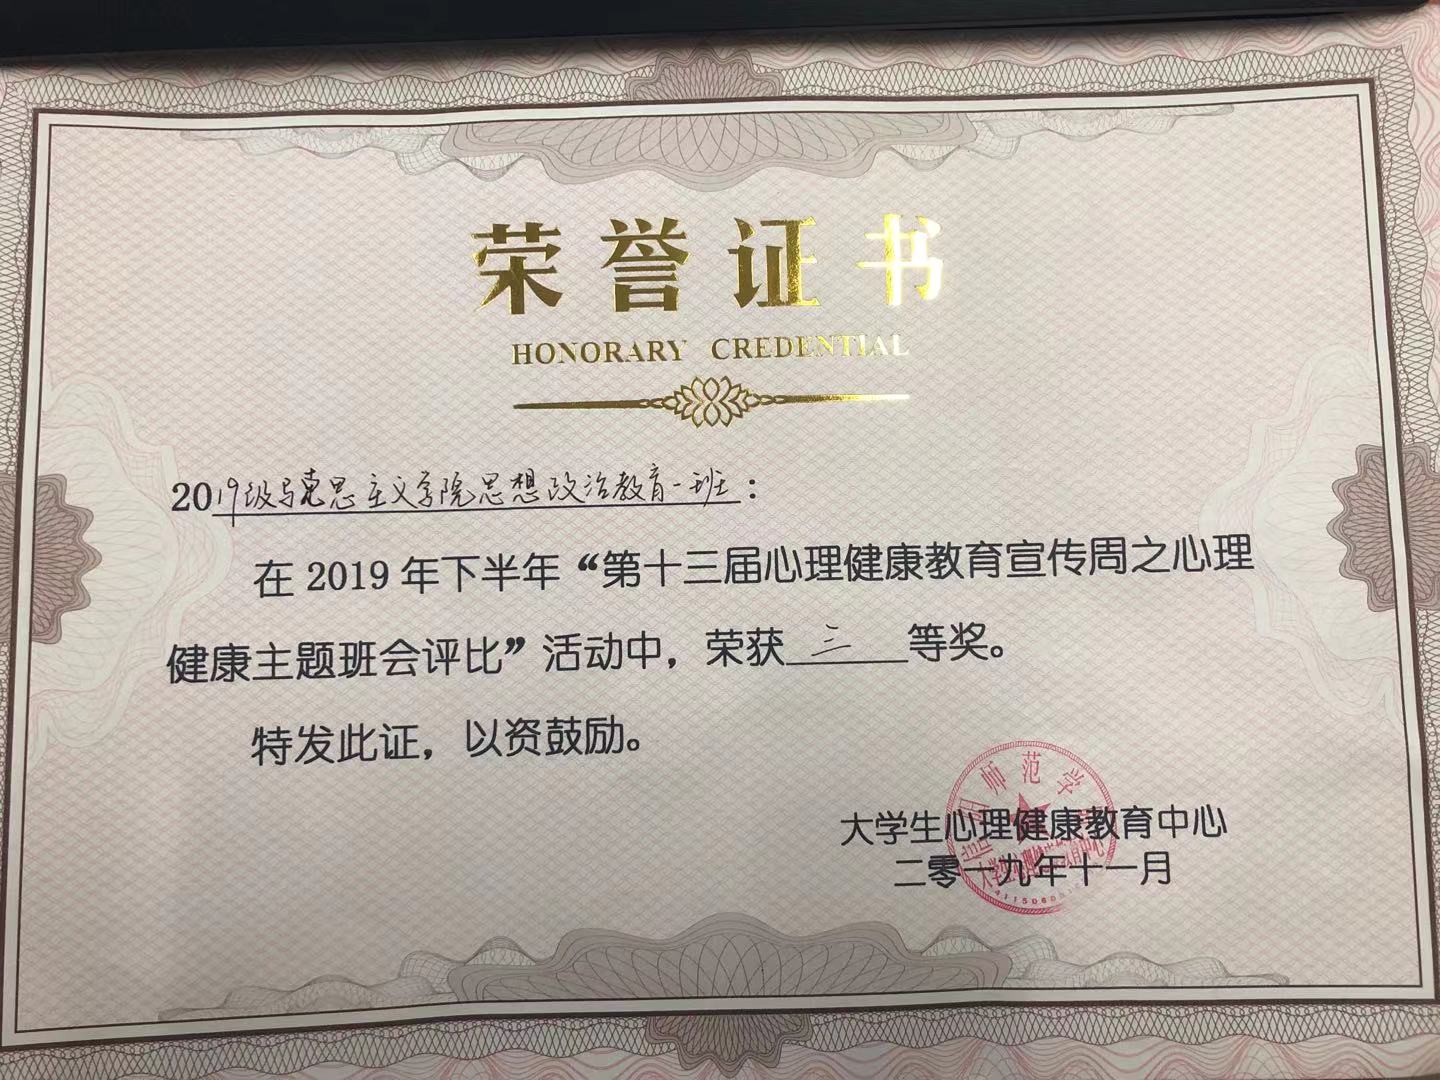 荣誉证书
HONORARY CREDENTIAL
2019级马克思主义学院思想政治教育一班：
在2019年下半年“第十三届心理健康教育宣传周之心理
健康主题班会评比”活动中，荣获三等奖。
特发此证，以资鼓励。
师范学
大学生心理健康教育中心
二零一九年十一月